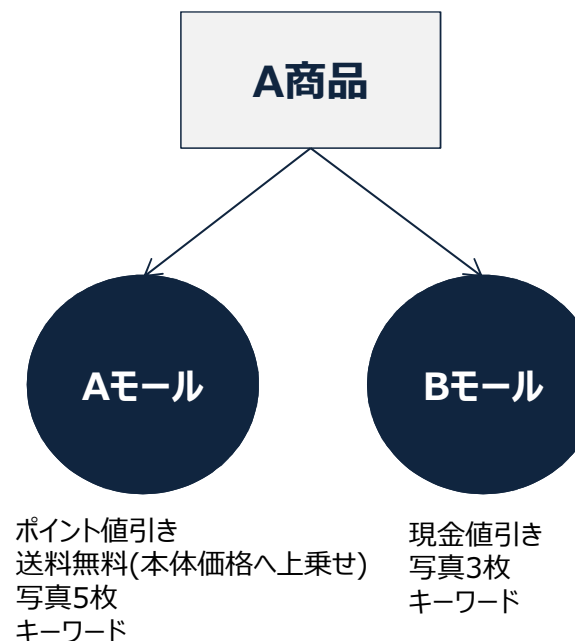 A商品
Aモール
Bモール
ポイント値引き
送料無料(本体価格へ上乗せ)
写真5枚
キーワード
現金値引き
写真3枚
キーワード